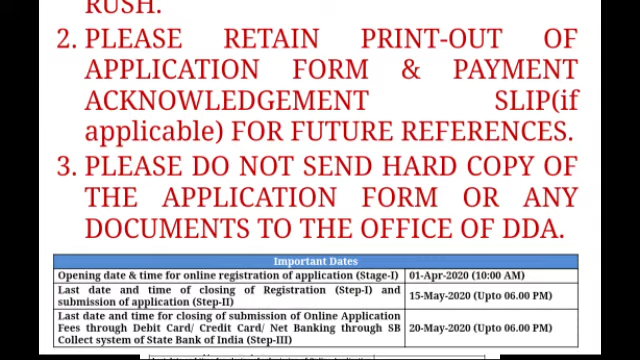 RUSH.
2. PLEASE RETAIN PRINT-OUT OF
APPLICATION FORM & PAYMENT
ACKNOWLEDGEMENT SLIP(if
applicable) FOR FUTURE REFERENCES.
3. PLEASE DO NOT SEND HARD COPY OF
THE APPLICATION FORM OR ANY
DOCUMENTS TO THE OFFICE OF DDA.
Important Dates
Opening date & time for online registration of application (Stage-I) 01-Apr-2020 (10:00 AM)
Last date and time of closing of Registration (Step-I) and
submission of application (Step-II) 15-May-2020 (Upto 06.00 PM)
Last date and time for closing of submission of Online Application
Fees through Debit Card/ Credit Card/ Net Banking through SB
Collect system of State Bank of India (Step-III) 20-May-2020 (Upto 06.00 PM)